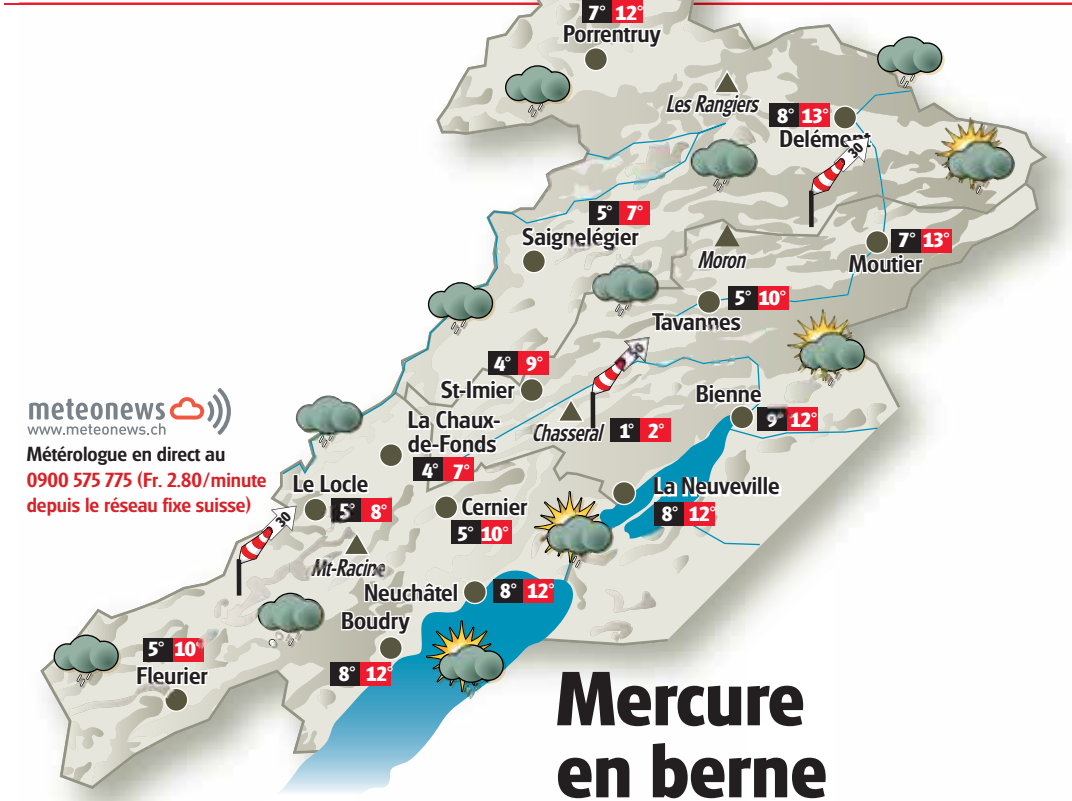 7° 12°
Porrentruy
Les Rangiers
8° 13°
Delémont
30
5° 7°
Saignelégier
Moron
7° 13°
Moutier
5° 10°
Tavannes
4° 9°
St-Imier
50
Chasseral 1° 2°
Bienne
9° 12°
meteonews
www.meteonews.ch
Météorologue en direct au
0900 575 775 (Fr. 2.80/minute
depuis le réseau fixe suisse)
La Chaux-
de-Fonds
4° 7°
Le Locle
5° 8°
30
Mt-Racine
Cernier
5° 10°
La Neuveville
8° 12°
Neuchâtel 8° 12°
Boudry
8° 12°
5° 10°
Fleurier
Mercure
en berne